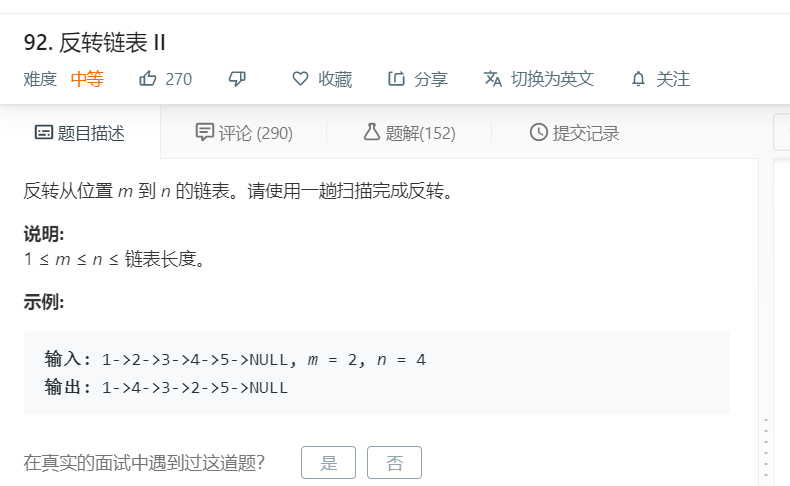 92. 反转链表 II
难度 中等 270 收藏 分享 切换为英文 关注
题目描述 评论 (290) 题解(152) 提交记录
反转从位置 m 到 n 的链表。请使用一趟扫描完成反转。
说明:
1 ≤ m ≤ n ≤ 链表长度。
示例:
输入: 1->2->3->4->5->NULL, m = 2, n = 4
输出: 1->4->3->2->5->NULL
在真实的面试中遇到过这道题? 是 否